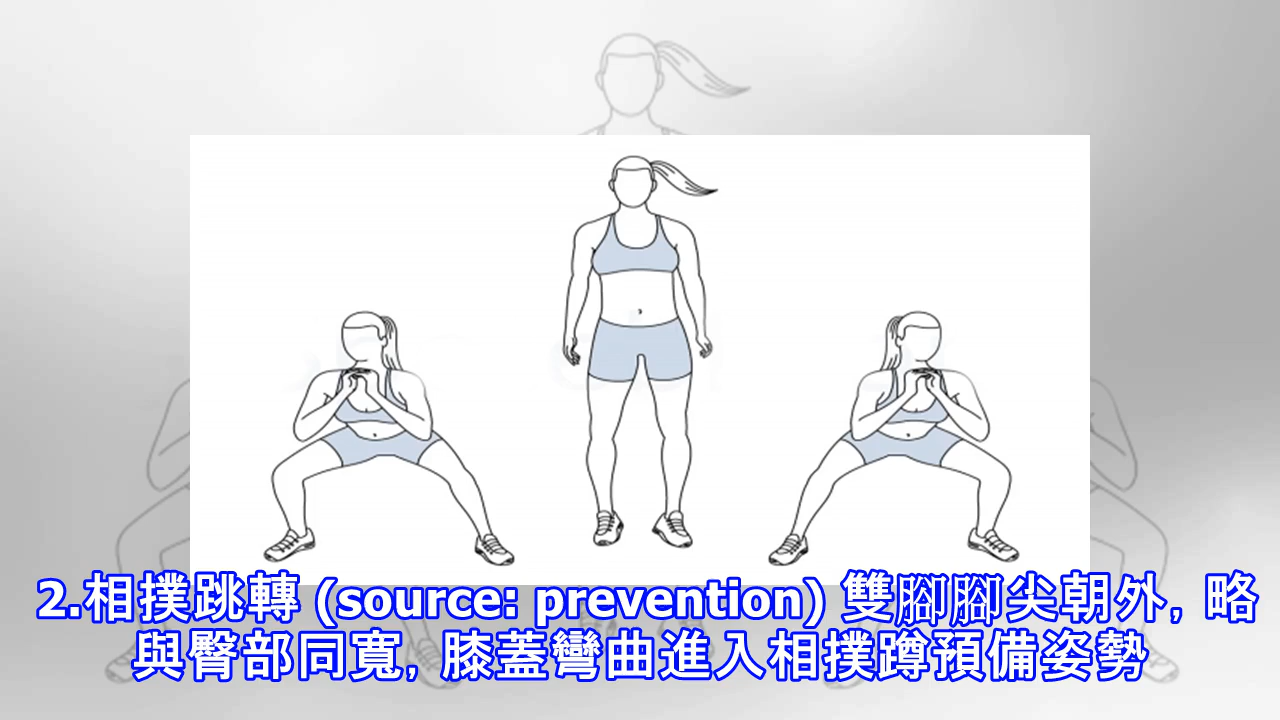 2.相撲跳轉 (source: prevention) 雙腳腳尖朝外, 略
與臀部同寬, 膝蓋彎曲進入相撲蹲預備姿勢